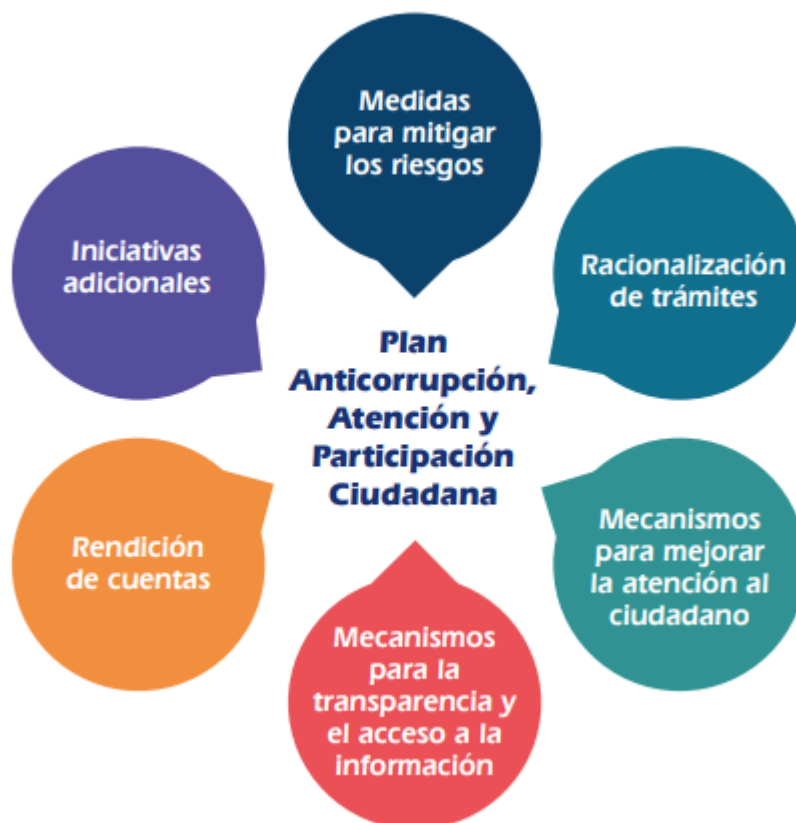 Medidas
para mitigar
los riesgos
Iniciativas
adicionales
Racionalización
de trámites
Plan
Anticorrupción,
Atención y
Participación
Ciudadana
Rendición
de cuentas
Mecanismos
para mejorar
la atención al
ciudadano
Mecanismos
para la
transparencia y
el acceso a la
información